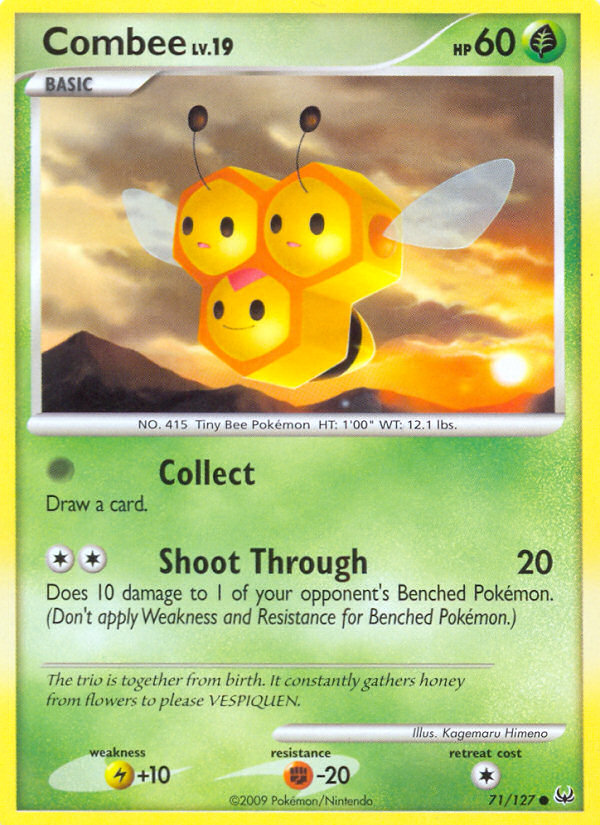 Combee LV.19 HP 60
BASIC
NO. 415 Tiny Bee Pokémon HT: 1'00" WT: 12.1 lbs.
Collect
Draw a card.
Shoot Through 20
Does 10 damage to 1 of your opponent's Benched Pokémon.
(Don't apply Weakness and Resistance for Benched Pokémon.)
The trio is together from birth. It constantly gathers honey
from flowers to please VESPIQUEN.
Illus. Kagemaru Himeno
weakness resistance retreat cost
+10 -20
©2009 Pokémon/Nintendo 71/127